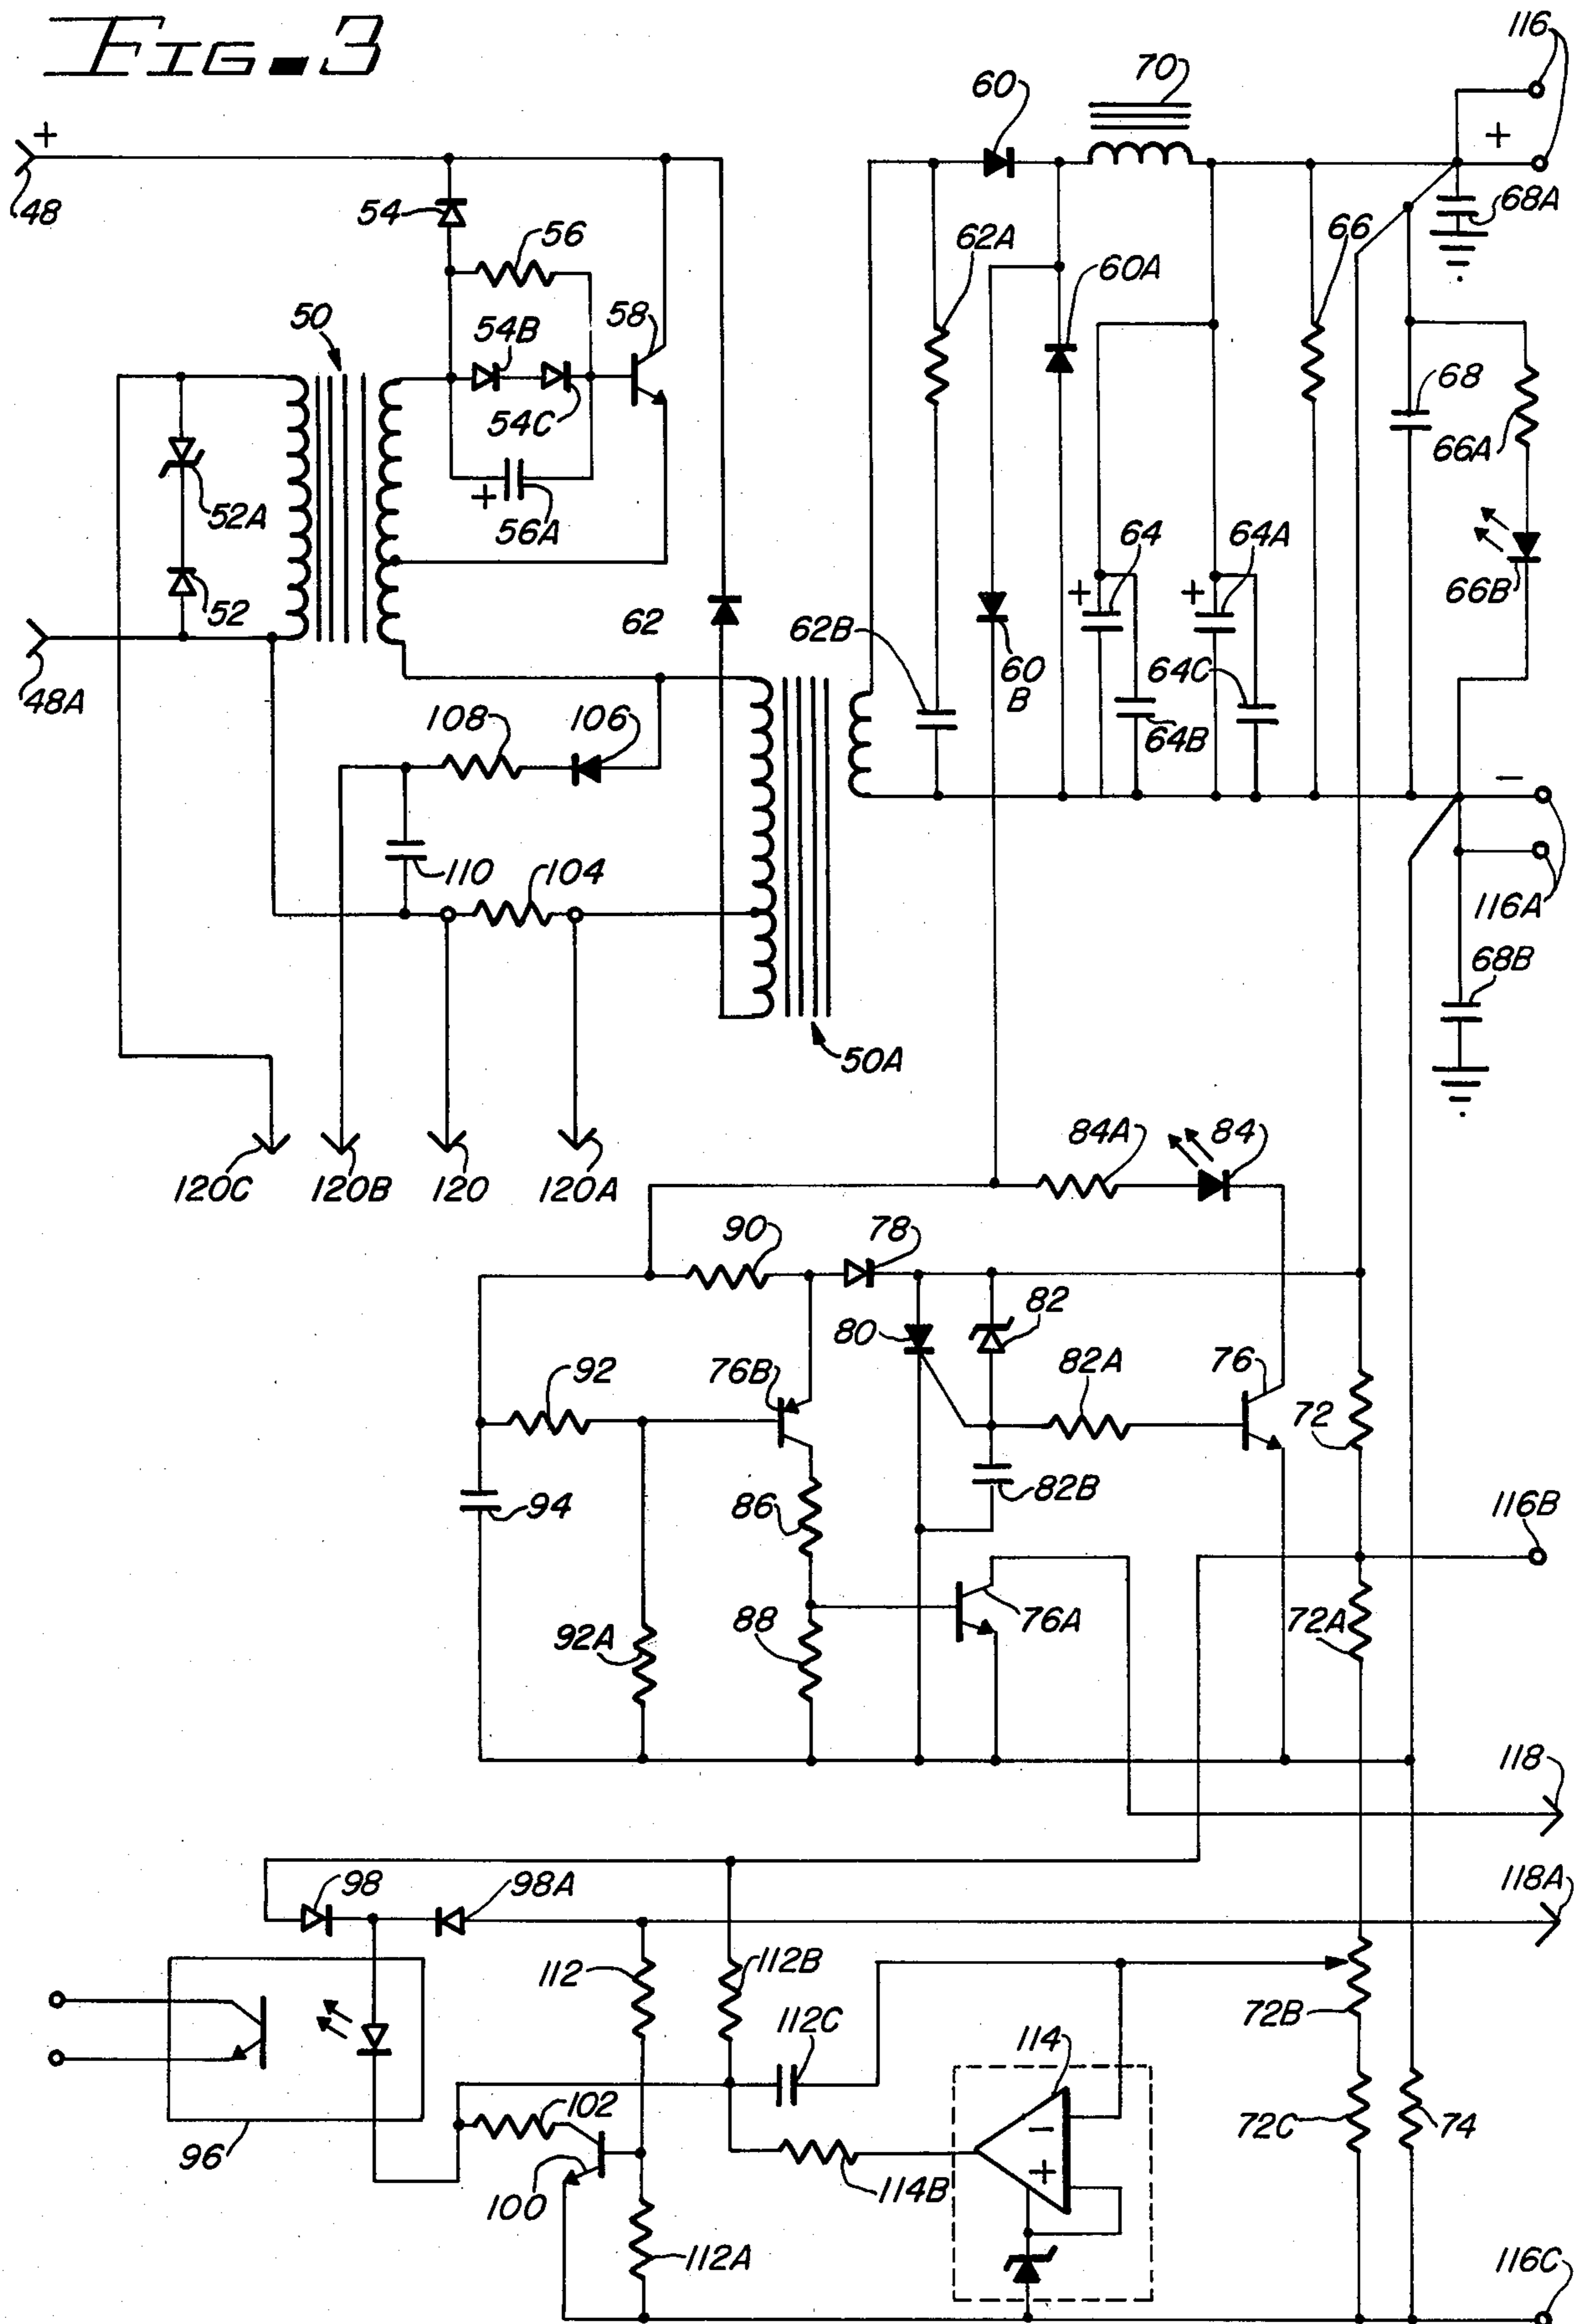 FIG-3
116
70
60
+
+
48
54
68A
56
62A
66
60A
50
54B
58
68
54C
66A
52A
+
56A
64
64A
+
+
66B
52
62
62B
60
B
64C
48A
108
106
64B
−
110
104
116A
68B
50A
84A
84
120C
120B
120
120A
90
78
82
80
92
76B
82A
76
72
94
86
82B
116B
92A
88
76A
72A
118
98
98A
118A
112
112B
112C
72B
114
−
102
72C
74
96
+
100
114B
112A
116C